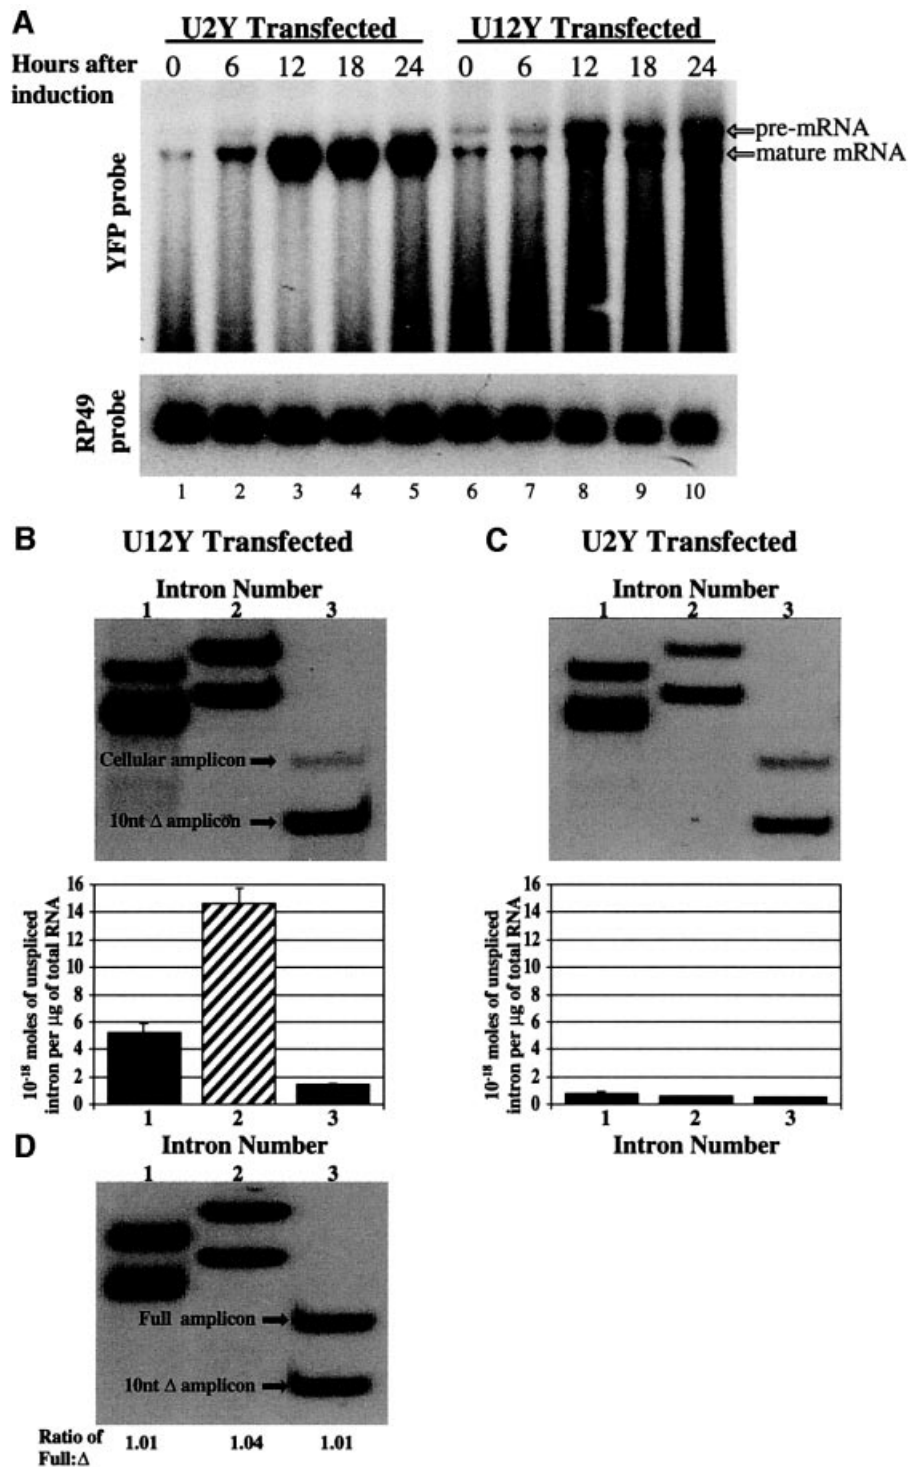 A
U2Y Transfected U12Y Transfected
Hours after induction
0 6 12 18 24 0 6 12 18 24
YFP probe
pre-mRNA
mature mRNA
RP49 probe
1 2 3 4 5 6 7 8 9 10
B
U12Y Transfected
Intron Number
1 2 3
Cellular amplicon
10nt Δ amplicon
10⁻¹⁸ moles of unspliced
intron per μg of total RNA
16
14
12
10
8
6
4
2
0
1 2 3
Intron Number
C
U2Y Transfected
Intron Number
1 2 3
10⁻¹⁸ moles of unspliced
intron per μg of total RNA
16
14
12
10
8
6
4
2
0
1 2 3
Intron Number
D
1 2 3
Full amplicon
10nt Δ amplicon
Ratio of
Full:Δ
1.01 1.04 1.01